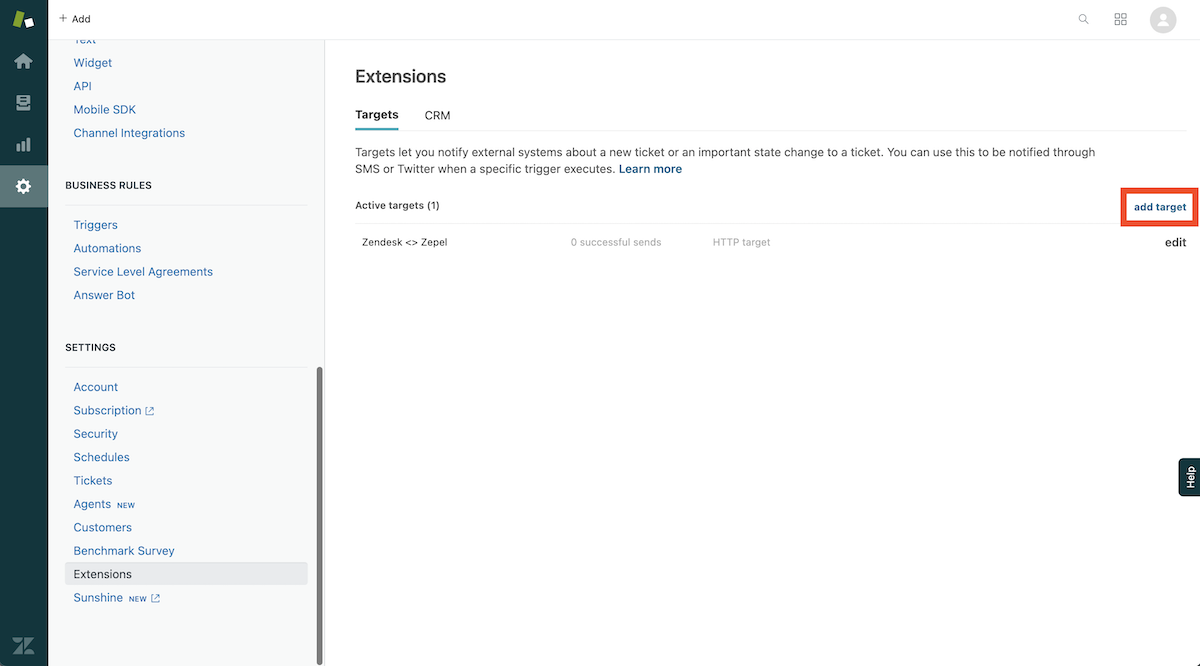 + Add
Text
Widget
API
Mobile SDK
Channel Integrations
BUSINESS RULES
Triggers
Automations
Service Level Agreements
Answer Bot
SETTINGS
Account
Subscription
Security
Schedules
Tickets
Agents NEW
Customers
Benchmark Survey
Extensions
Sunshine NEW
Extensions
Targets CRM
Targets let you notify external systems about a new ticket or an important state change to a ticket. You can use this to be notified through
SMS or Twitter when a specific trigger executes. Learn more
Active targets (1)
add target
Zendesk <> Zepel 0 successful sends HTTP target edit
Help